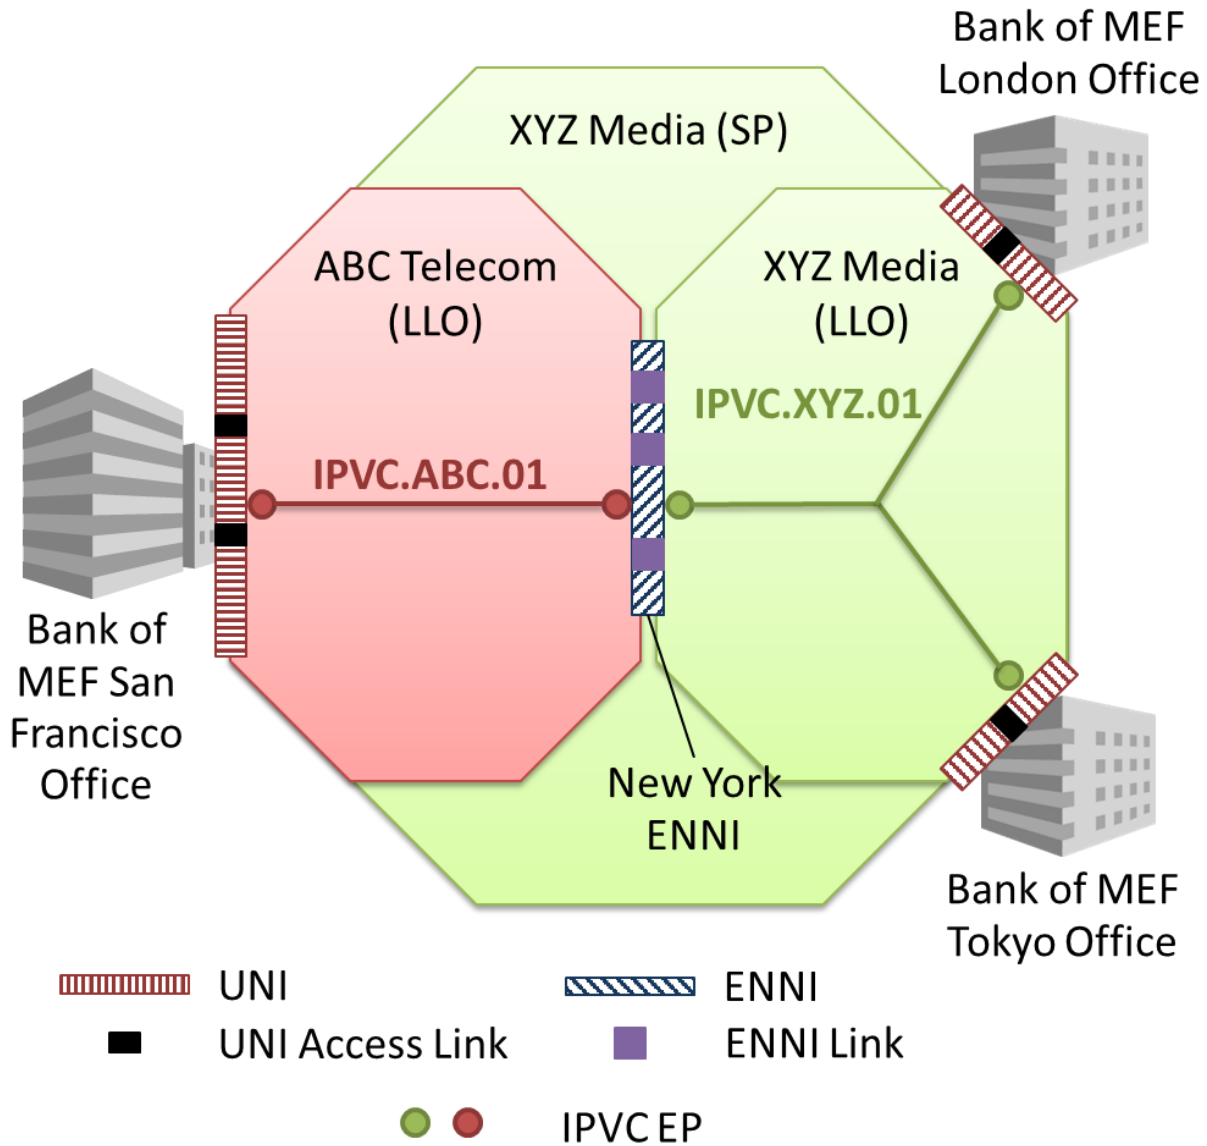 Bank of MEF
London Office
XYZ Media (SP)
ABC Telecom
(LLO)
XYZ Media
(LLO)
IPVC.XYZ.01
IPVC.ABC.01
Bank of
MEF San
Francisco
Office
New York
ENNI
Bank of MEF
Tokyo Office
UNI
ENNI
UNI Access Link
ENNI Link
IPVC EP